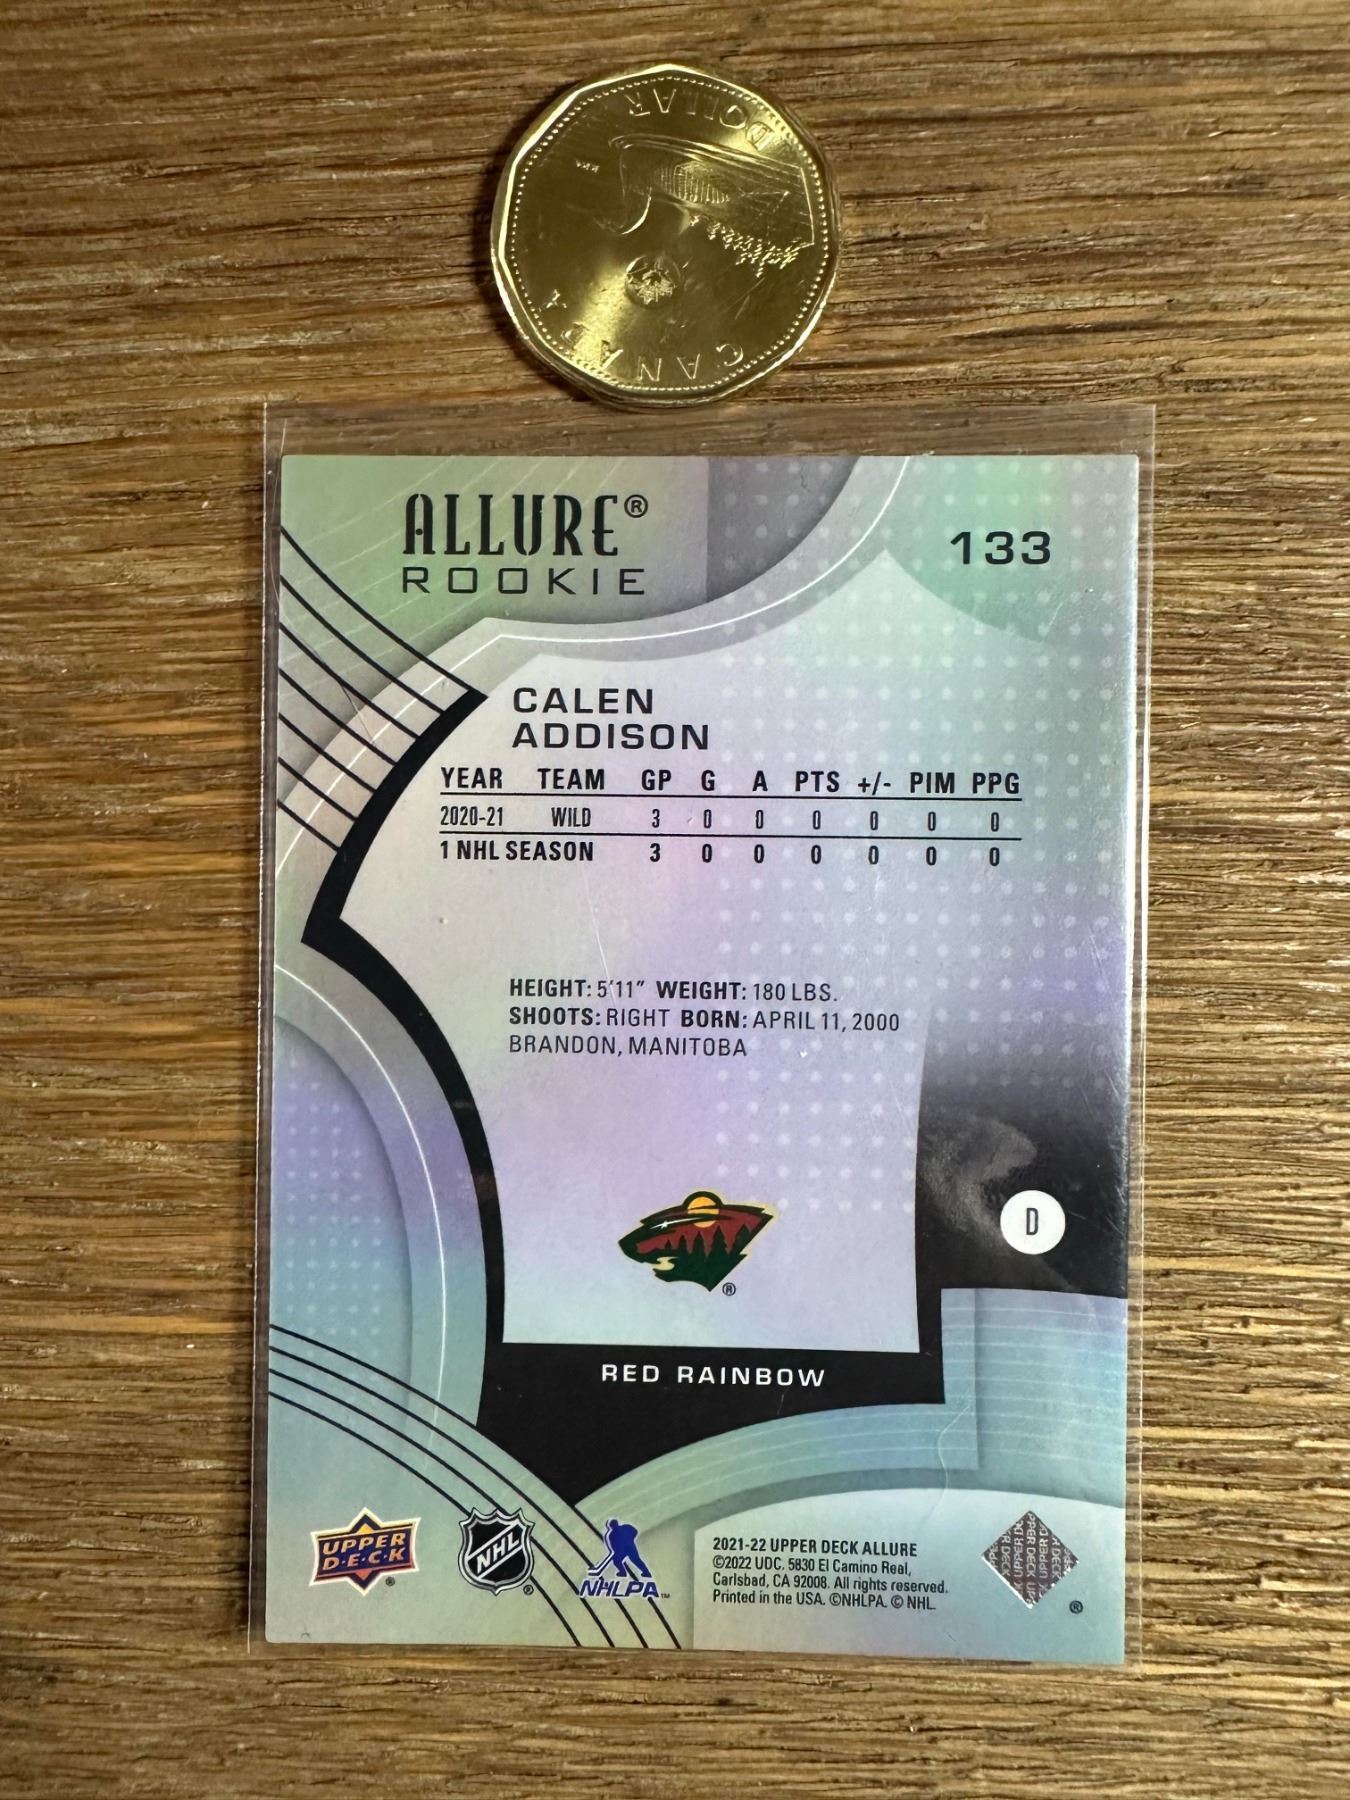 DOLLAR
CANADA
ALLURE®
ROOKIE
133
CALEN
ADDISON
YEAR TEAM GP G A PTS +/- PIM PPG
2020-21 WILD 3 0 0 0 0 0 0
1 NHL SEASON 3 0 0 0 0 0 0
HEIGHT: 5'11" WEIGHT: 180 LBS.
SHOOTS: RIGHT BORN: APRIL 11, 2000
BRANDON, MANITOBA
D
®
RED RAINBOW
UPPER
D·E·C·K
®
NHL
®
NHLPA™
2021-22 UPPER DECK ALLURE
©2022 UDC. 5830 El Camino Real,
Carlsbad, CA 92008. All rights reserved.
Printed in the USA. ©NHLPA. © NHL.
UPPER DECK
®